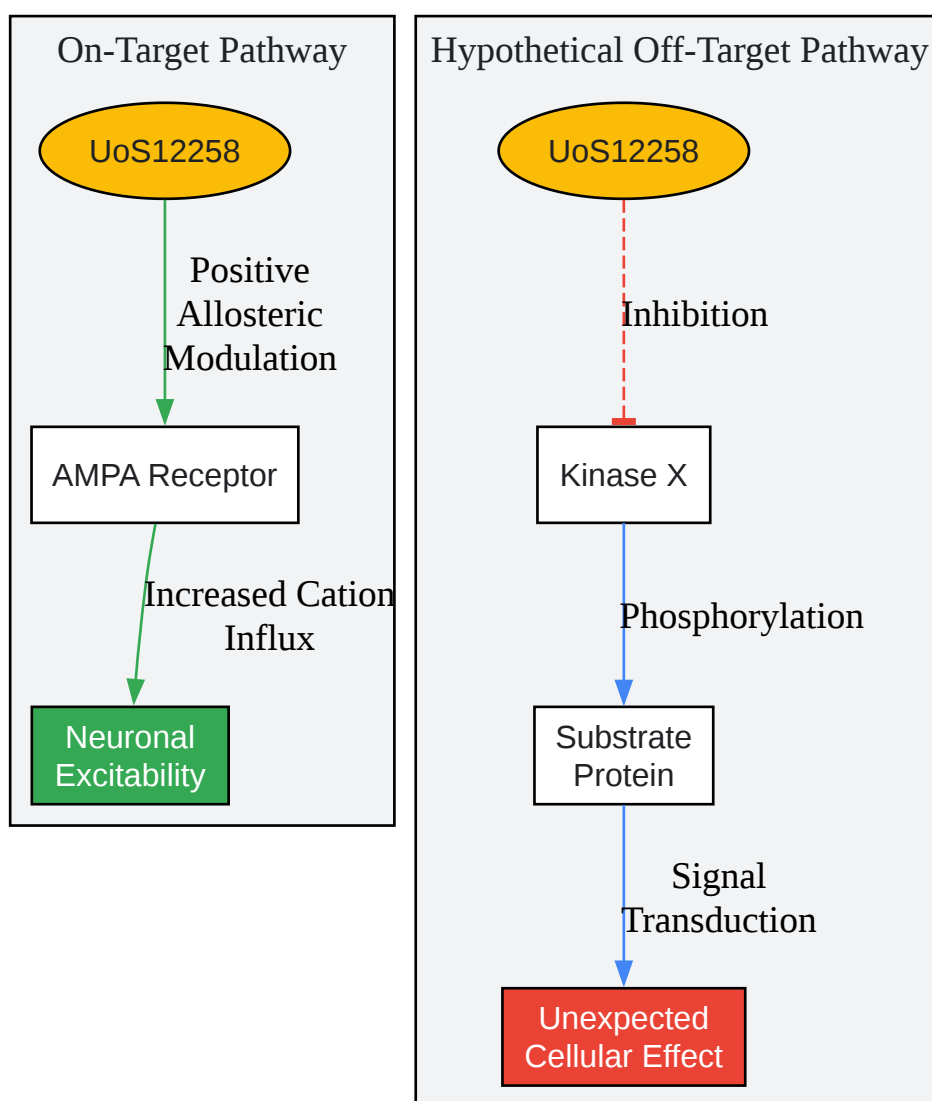 On-Target Pathway
UoS12258
Positive
Allosteric
Modulation
AMPA Receptor
Increased Cation
Influx
Neuronal
Excitability
Hypothetical Off-Target Pathway
UoS12258
Inhibition
Kinase X
Phosphorylation
Substrate
Protein
Signal
Transduction
Unexpected
Cellular Effect